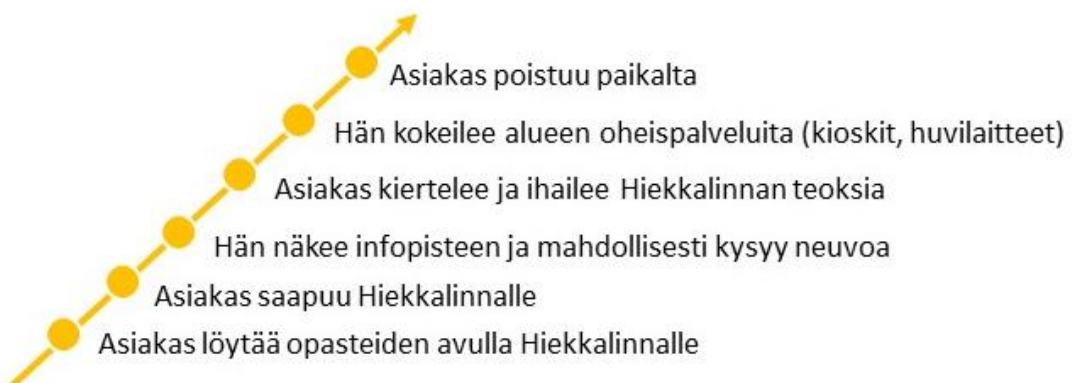 Asiakas poistuu paikalta
Hän kokeilee alueen oheispalveluita (kioskit, huvilaitteet)
Asiakas kiertelee ja ihailee Hiekkalinnan teoksia
Hän näkee infopisteen ja mahdollisesti kysyy neuvoa
Asiakas saapuu Hiekkalinnalle
Asiakas löytää opasteiden avulla Hiekkalinnalle